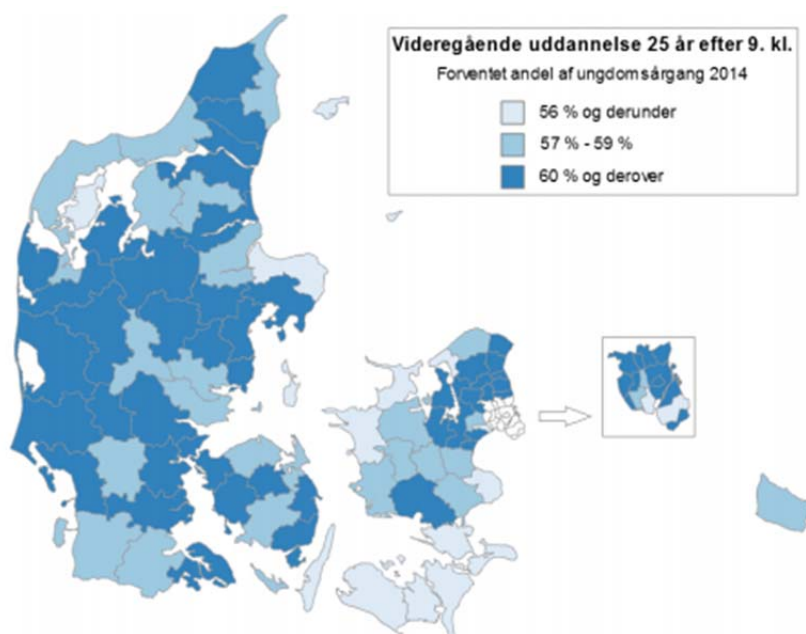 Videregående uddannelse 25 år efter 9. kl.
Forventet andel af ungdomsårgang 2014
56 % og derunder
57 % - 59 %
60 % og derover